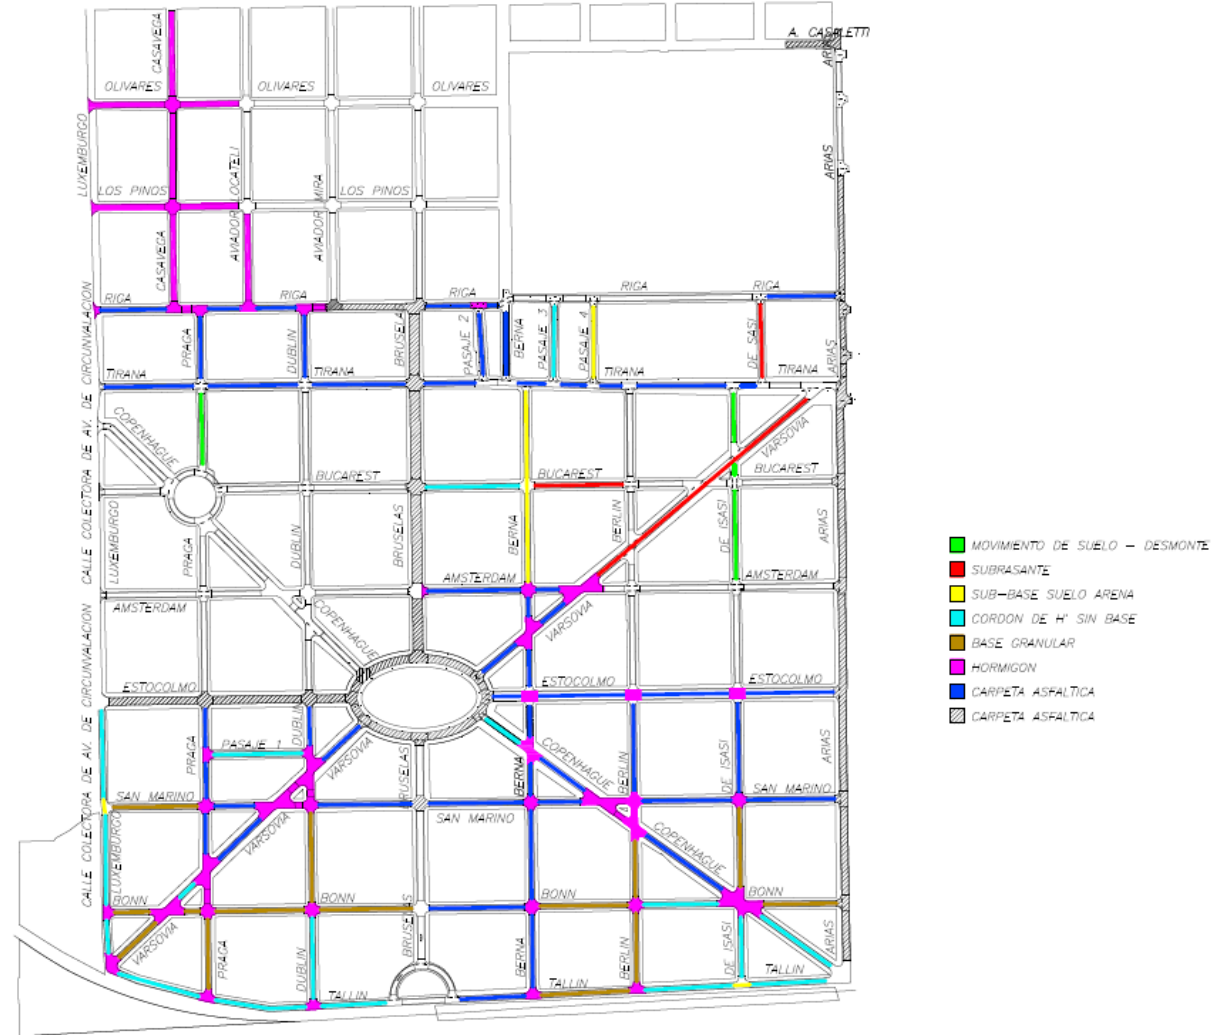 A. CASALETTI
CASAVEGA
ARIAS
OLIVARES
OLIVARES
OLIVARES
LUXEMBURGO
LOCATELI
ARIAS
LOS PINOS
MIRA
LOS PINOS
CASAVEGA
AVIADOR
AVIADOR
RIGA
RIGA
RIGA
RIGA
RIGA
CALLE COLECTORA DE AV. DE CIRCUNVALACION
PRAGA
DUBLIN
BRUSELA
PASAJE 2
BERNA
PASAJE 3
PASAJE 4
DE SASI
ARIAS
TIRANA
TIRANA
TIRANA
TIRANA
COPENHAGUE
VARSOVIA
BUCAREST
BUCAREST
BUCAREST
LUXEMBURGO
PRAGA
DUBLIN
BRUSELAS
BERNA
BERLIN
DE ISASI
ARIAS
AMSTERDAM
AMSTERDAM
AMSTERDAM
COPENHAGUE
VARSOVIA
CALLE COLECTORA DE AV. DE CIRCUNVALACION
ESTOCOLMO
ESTOCOLMO
ESTOCOLMO
PRAGA
DUBLIN
PASAJE 1
VARSOVIA
BRUSELAS
BERNA
COPENHAGUE
BERLIN
DE ISASI
ARIAS
SAN MARINO
SAN MARINO
SAN MARINO
LUXEMBURGO
VARSOVIA
COPENHAGUE
BONN
BONN
BONN
BONN
VARSOVIA
PRAGA
DUBLIN
BRUSELAS
BERNA
BERLIN
DE ISASI
ARIAS
TALLIN
TALLIN
TALLIN
MOVIMIENTO DE SUELO – DESMONTE
SUBRASANTE
SUB–BASE SUELO ARENA
CORDON DE H° SIN BASE
BASE GRANULAR
HORMIGON
CARPETA ASFALTICA
CARPETA ASFALTICA